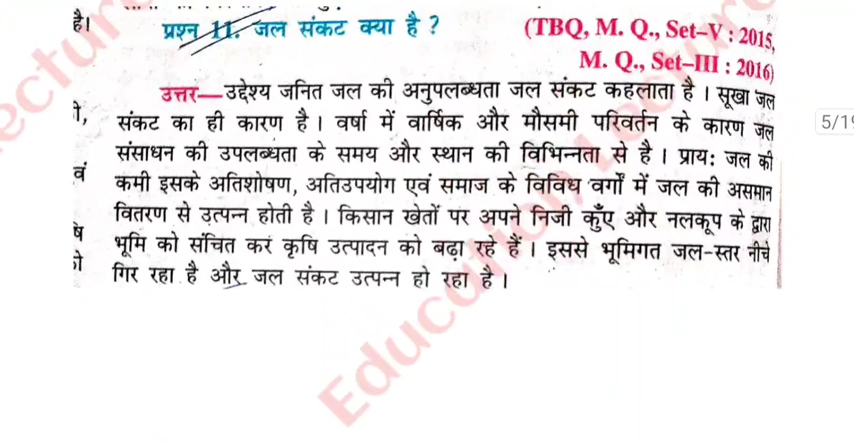 है।
प्रश्न 11. जल संकट क्या है ?
(TBQ, M. Q., Set–V : 2015,
M. Q., Set–III : 2016)
उत्तर—उद्देश्य जनित जल की अनुपलब्धता जल संकट कहलाता है । सूखा जल
संकट का ही कारण है । वर्षा में वार्षिक और मौसमी परिवर्तन के कारण जल
संसाधन की उपलब्धता के समय और स्थान की विभिन्नता से है । प्राय: जल की
कमी इसके अतिशोषण, अतिउपयोग एवं समाज के विविध वर्गों में जल की असमान
वितरण से उत्पन्न होती है । किसान खेतों पर अपने निजी कुँए और नलकूप के द्वारा
भूमि को संचित कर कृषि उत्पादन को बढ़ा रहे हैं । इससे भूमिगत जल-स्तर नीचे
गिर रहा है और जल संकट उत्पन्न हो रहा है ।
5/19
Education Lecture